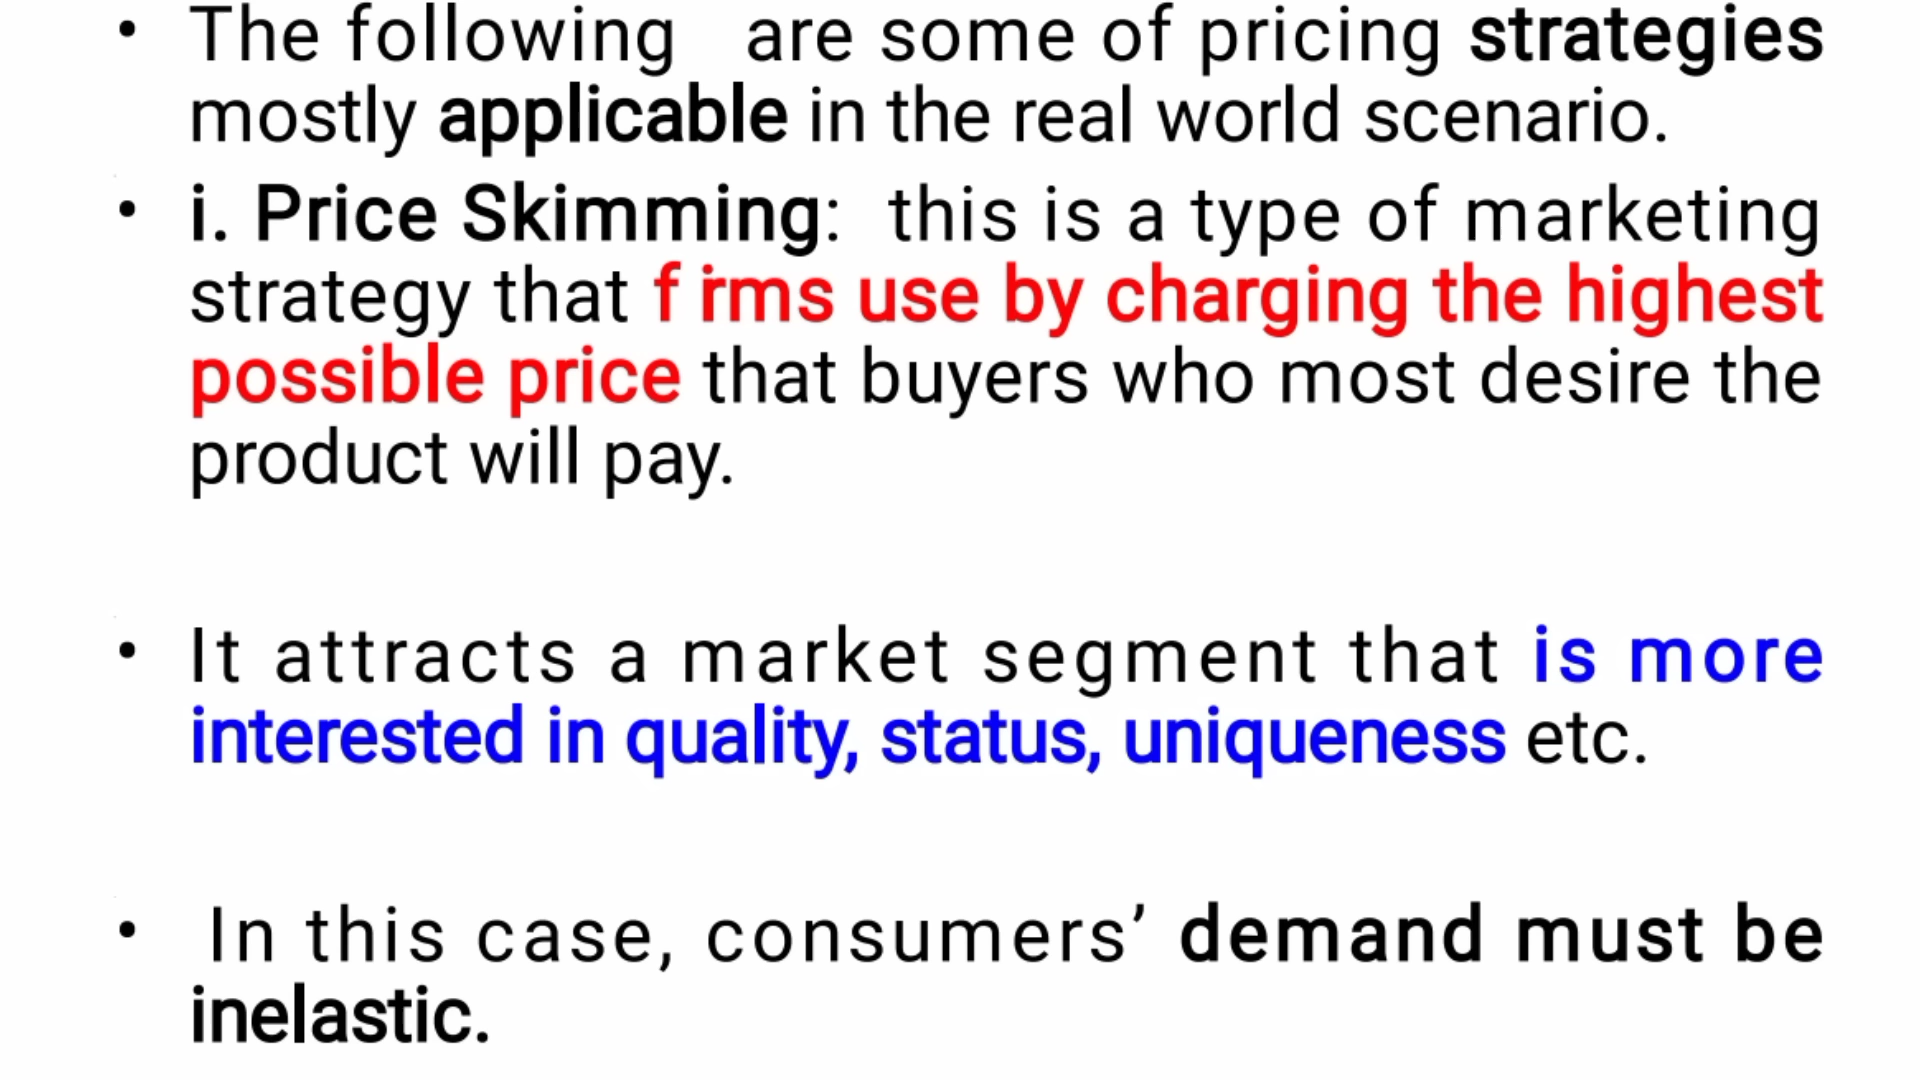 • The following are some of pricing strategies
mostly applicable in the real world scenario.
• i. Price Skimming: this is a type of marketing
strategy that f irms use by charging the highest
possible price that buyers who most desire the
product will pay.
• It attracts a market segment that is more
interested in quality, status, uniqueness etc.
• In this case, consumers’ demand must be
inelastic.